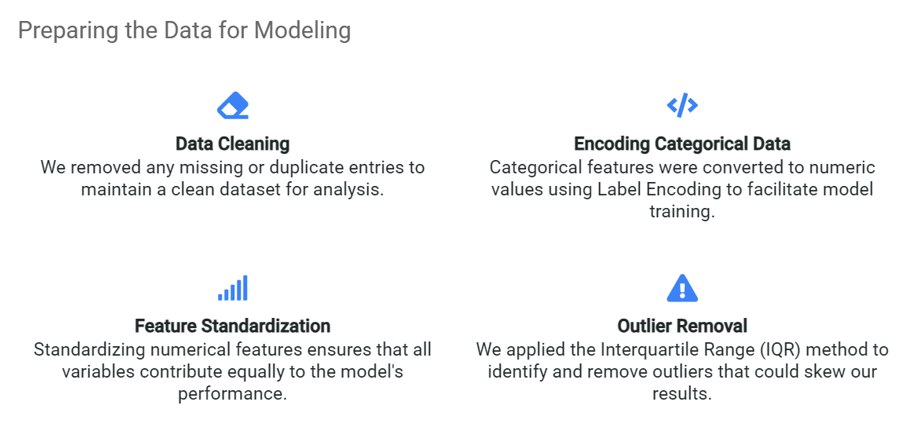 Preparing the Data for Modeling
Data Cleaning
We removed any missing or duplicate entries to
maintain a clean dataset for analysis.
Encoding Categorical Data
Categorical features were converted to numeric
values using Label Encoding to facilitate model
training.
Feature Standardization
Standardizing numerical features ensures that all
variables contribute equally to the model's
performance.
Outlier Removal
We applied the Interquartile Range (IQR) method to
identify and remove outliers that could skew our
results.